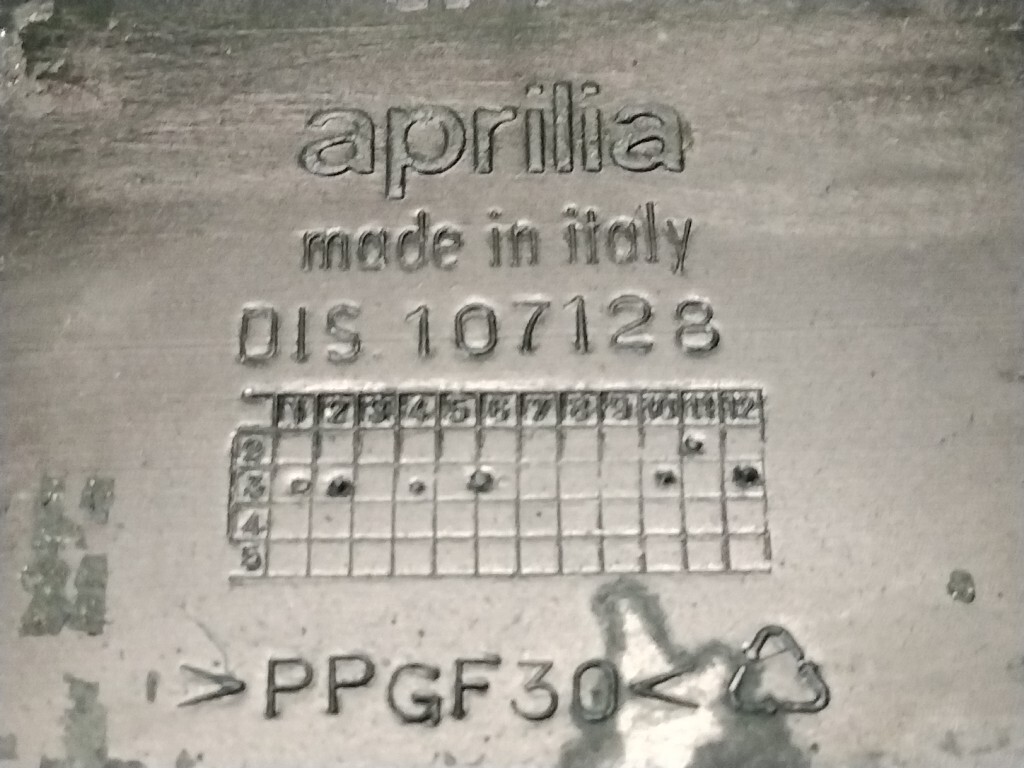 aprilia
made in italy
DIS 107128
1 2 3 4 5 6 7 8 9 10 11 12
2
3
4
5
>PPGF30<